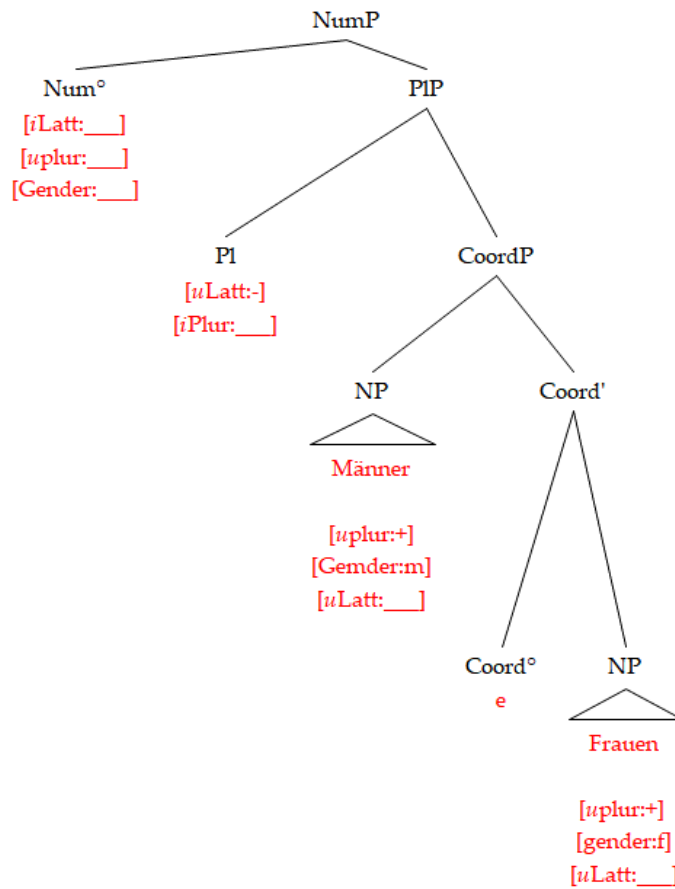 NumP
Num° PlP
[iLatt:___]
[uplur:___]
[Gender:___]
Pl CoordP
[uLatt:-]
[iPlur:___]
NP Coord'
Männer
[uplur:+]
[Gemder:m]
[uLatt:___]
Coord° NP
e
Frauen
[uplur:+]
[gender:f]
[uLatt:___]